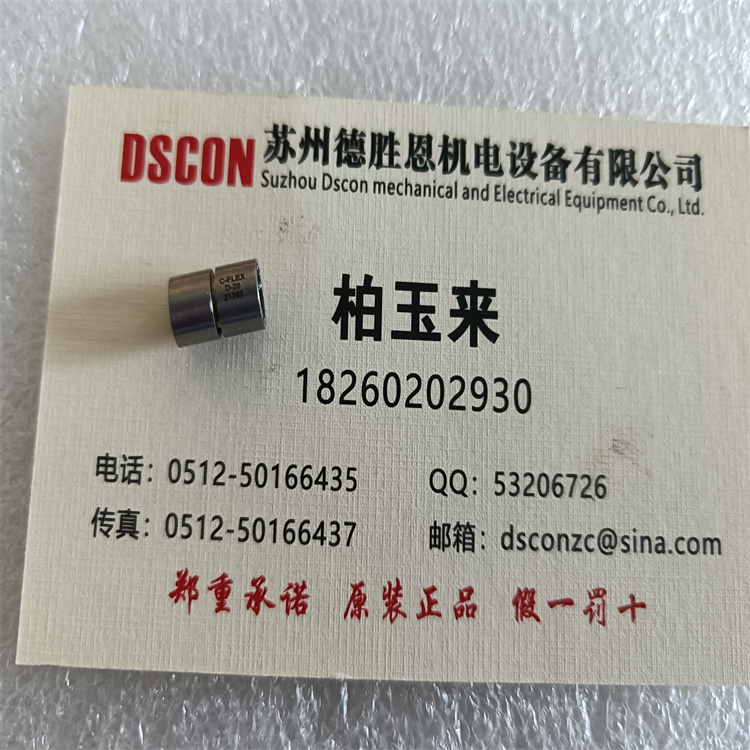 DSCON 苏州德胜恩机电设备有限公司
Suzhou Dscon mechanical and Electrical Equipment Co., Ltd.
C-FLEX
D-20
21380
柏玉来
18260202930
电话：0512-50166435 QQ：53206726
传真：0512-50166437 邮箱：dsconzc@sina.com
郑重承诺 原装正品 假一罚十